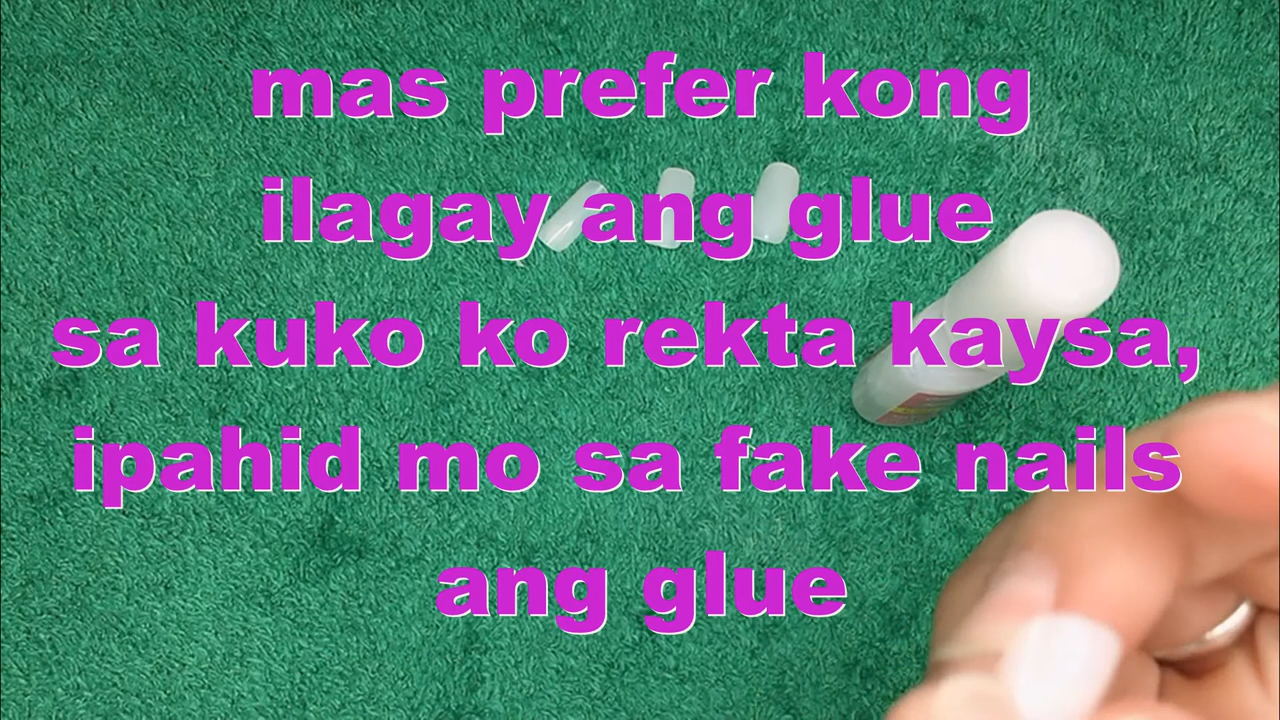 mas prefer kong
ilagay ang glue
sa kuko ko rekta kaysa,
ipahid mo sa fake nails
ang glue